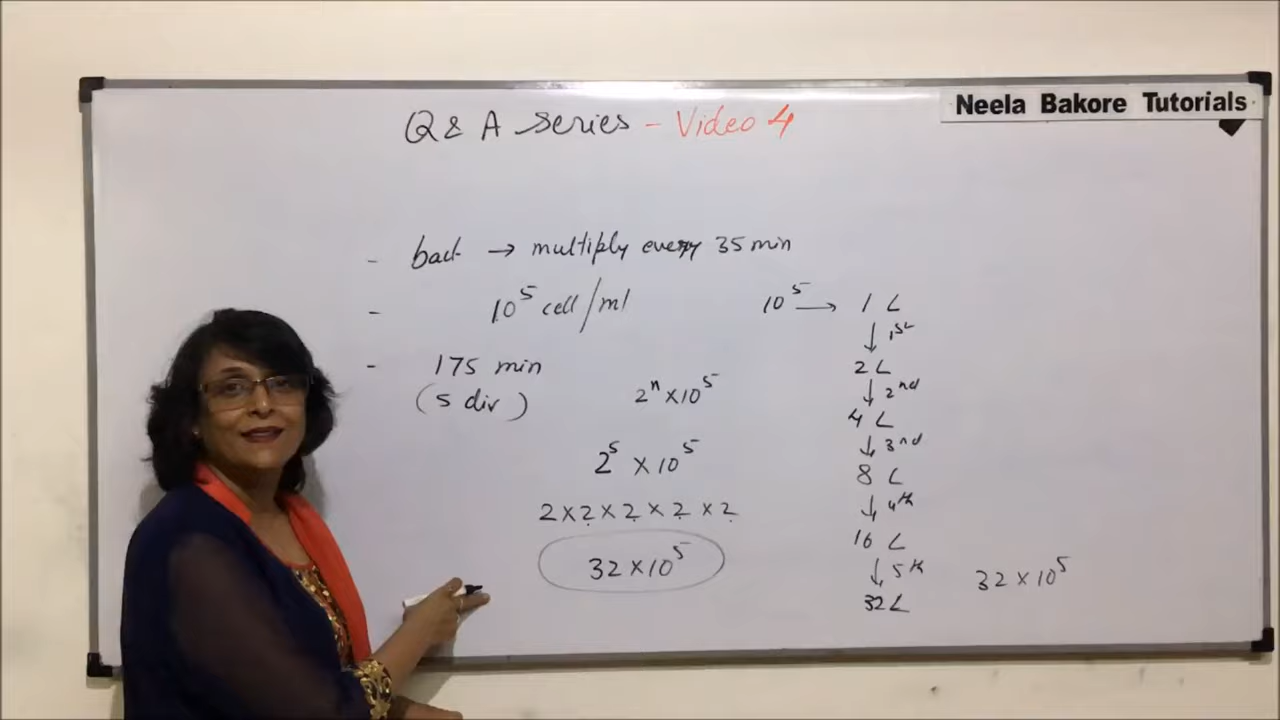 Neela Bakore Tutorials
Q & A Series - Video 4
- bact → multiply every 35 min
- 10⁵ cell/ml
- 175 min
(5 div)
2ⁿ × 10⁵
2⁵ × 10⁵
2 × 2 × 2 × 2 × 2
32 × 10⁵
10⁵ → 1 L
↓ 1st
2 L
↓ 2nd
4 L
↓ 3nd
8 L
↓ 4th
16 L
↓ 5th
32 L
32 × 10⁵